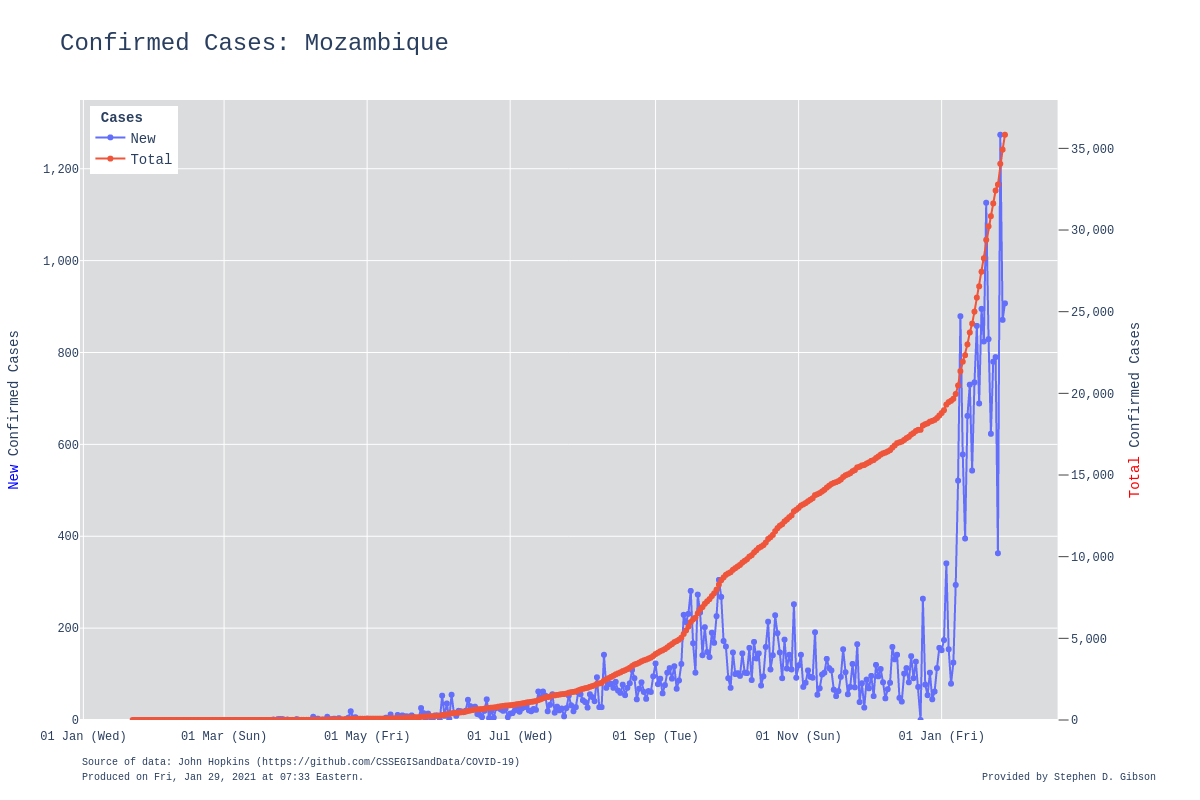 Confirmed Cases: Mozambique
Cases
New
Total
1,200
1,000
800
600
400
200
0
35,000
30,000
25,000
20,000
15,000
10,000
5,000
0
New Confirmed Cases
Total Confirmed Cases
01 Jan (Wed)
01 Mar (Sun)
01 May (Fri)
01 Jul (Wed)
01 Sep (Tue)
01 Nov (Sun)
01 Jan (Fri)
Source of data: John Hopkins (https://github.com/CSSEGISandData/COVID-19)
Produced on Fri, Jan 29, 2021 at 07:33 Eastern.
Provided by Stephen D. Gibson